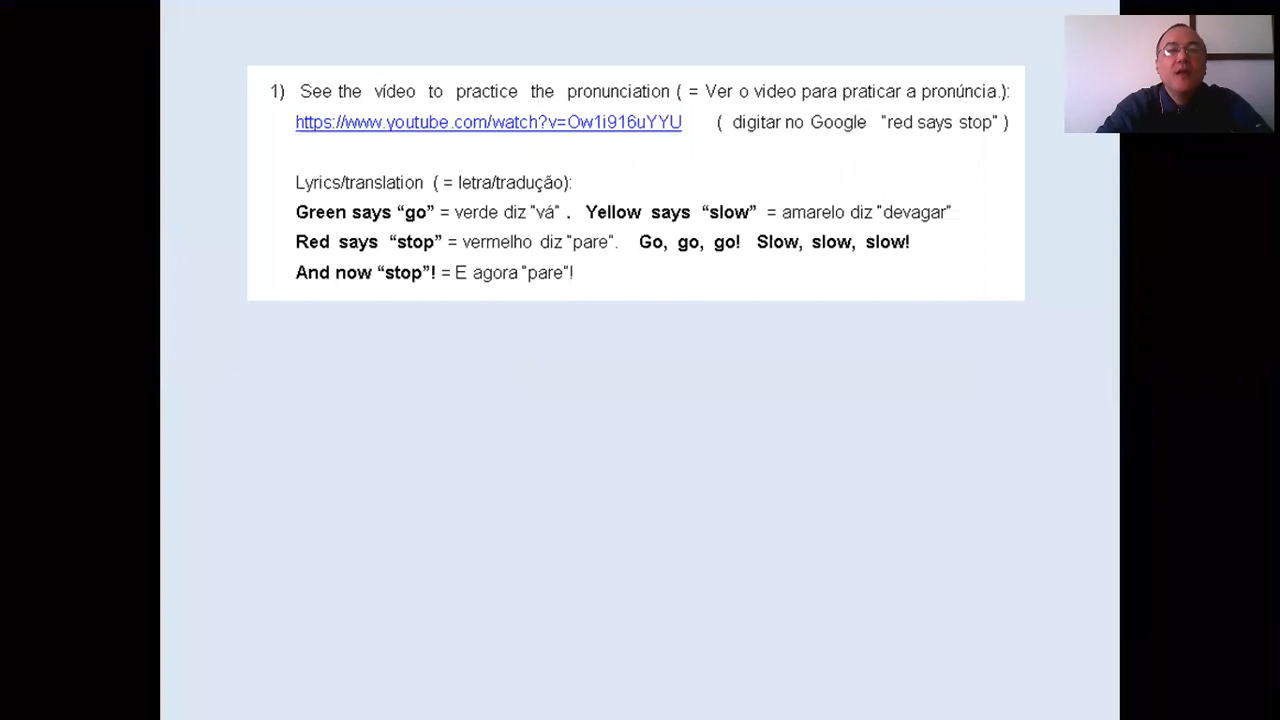 1) See the vídeo to practice the pronunciation ( = Ver o video para praticar a pronúncia.):
https://www.youtube.com/watch?v=Ow1i916uYYU ( digitar no Google "red says stop" )
Lyrics/translation ( = letra/tradução):
Green says “go” = verde diz “vá” . Yellow says “slow” = amarelo diz “devagar”.
Red says “stop” = vermelho diz “pare”. Go, go, go! Slow, slow, slow!
And now “stop”! = E agora “pare”!